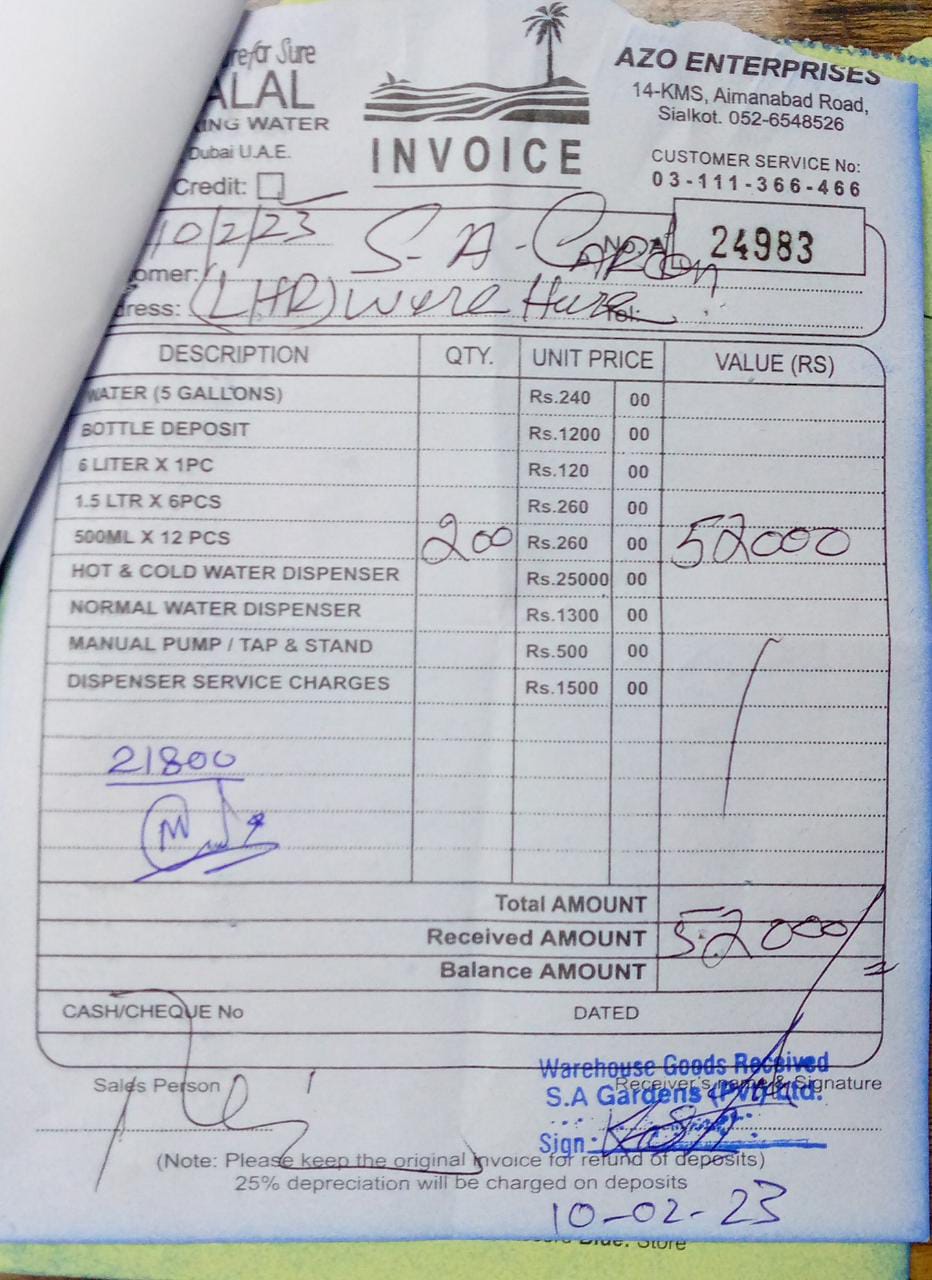 re for Sure
ALAL
ING WATER
Dubai U.A.E.
Credit:
INVOICE
AZO ENTERPRISES
14-KMS, Aimanabad Road,
Sialkot. 052-6548526
CUSTOMER SERVICE No:
03-111-366-466
10/2/23
No. 24983
omer: S-A-
ress: (LHR) were Huse Tel:
DESCRIPTION QTY. UNIT PRICE VALUE (RS)
WATER (5 GALLONS) Rs.240 00
BOTTLE DEPOSIT Rs.1200 00
6 LITER X 1PC Rs.120 00
1.5 LTR X 6PCS Rs.260 00
500ML X 12 PCS 200 Rs.260 00 52000
HOT & COLD WATER DISPENSER Rs.25000 00
NORMAL WATER DISPENSER Rs.1300 00
MANUAL PUMP / TAP & STAND Rs.500 00
DISPENSER SERVICE CHARGES Rs.1500 00
21800
Total AMOUNT
Received AMOUNT 52000/=
Balance AMOUNT
CASH/CHEQUE No DATED
Sales Person
Receiver's name & Signature
Warehouse Goods Received
S.A Gardens (Pvt) Ltd.
Sign:
(Note: Please keep the original invoice for refund of deposits)
25% depreciation will be charged on deposits
10-02-23
Store